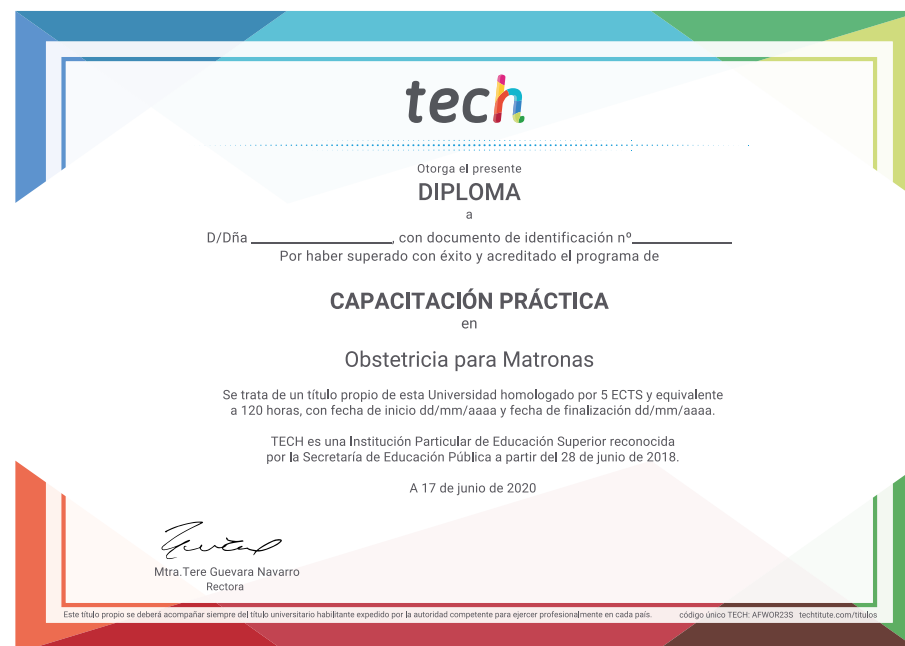 tech
Otorga el presente
DIPLOMA
a
D/Dña ____________________, con documento de identificación nº______________
Por haber superado con éxito y acreditado el programa de
CAPACITACIÓN PRÁCTICA
en
Obstetricia para Matronas
Se trata de un título propio de esta Universidad homologado por 5 ECTS y equivalente
a 120 horas, con fecha de inicio dd/mm/aaaa y fecha de finalización dd/mm/aaaa.
TECH es una Institución Particular de Educación Superior reconocida
por la Secretaría de Educación Pública a partir del 28 de junio de 2018.
A 17 de junio de 2020
Mtra.Tere Guevara Navarro
Rectora
Este título propio se deberá acompañar siempre del título universitario habilitante expedido por la autoridad competente para ejercer profesionalmente en cada país. código único TECH: AFWOR23S techtitute.com/titulos